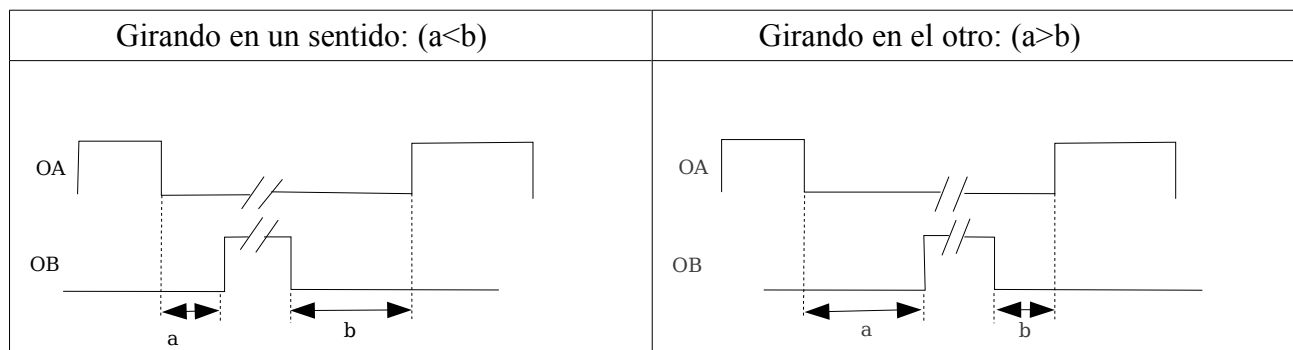 Girando en un sentido: (a<b)
Girando en el otro: (a>b)
OA
OB
a
b
OA
OB
a
b